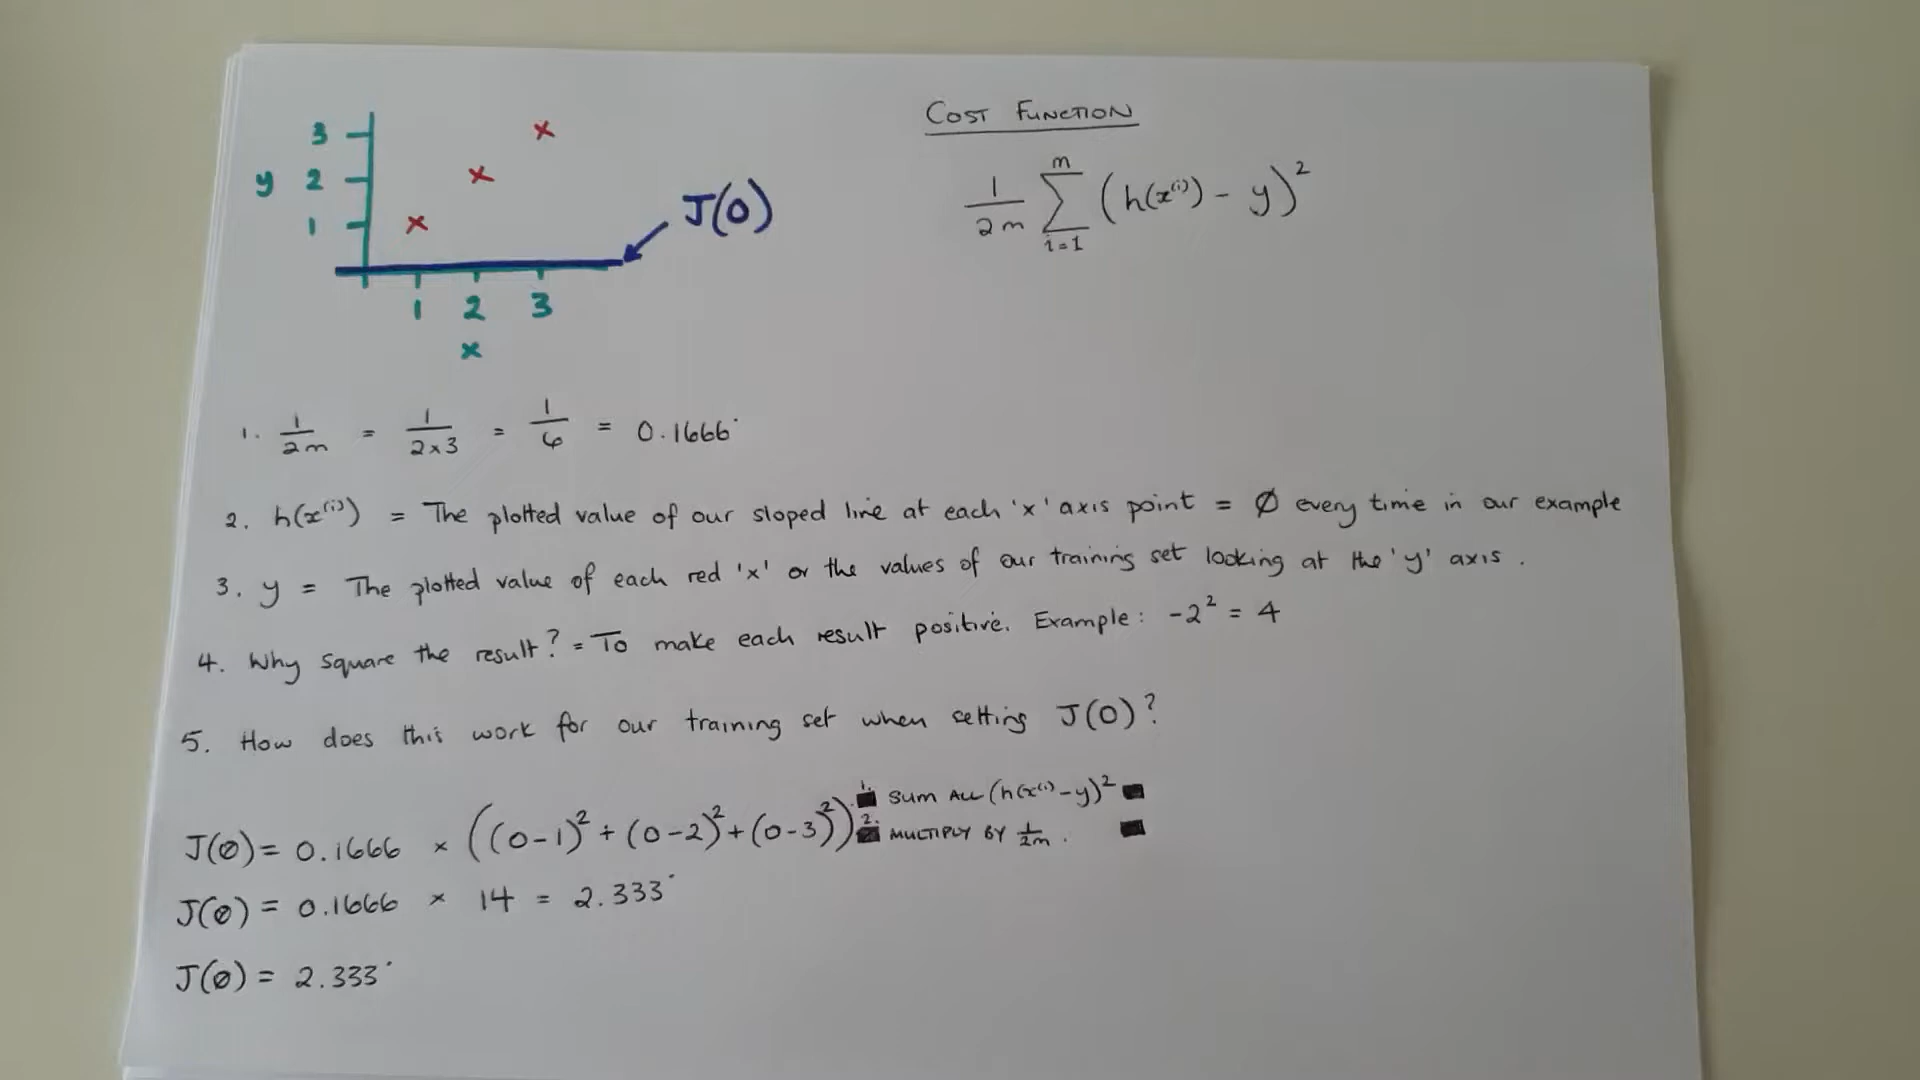 COST FUNCTION
1/2m m Σ i=1 (h(x⁽ⁱ⁾) - y)²
y
3
2
1
J(0)
1 2 3
x
1. 1/2m = 1/2×3 = 1/6 = 0.1666˙
2. h(x⁽ⁱ⁾) = The plotted value of our sloped line at each 'x' axis point = Ø every time in our example
3. y = The plotted value of each red 'x' or the values of our training set looking at the 'y' axis.
4. Why square the result? = To make each result positive. Example: -2² = 4
5. How does this work for our training set when setting J(0)?
J(Ø) = 0.1666 × ((0-1)² + (0-2)² + (0-3)²)
1. SUM ALL (h(x⁽ⁱ⁾ - y)²
2. MULTIPLY BY 1/2m.
J(Ø) = 0.1666 × 14 = 2.333˙
J(Ø) = 2.333˙